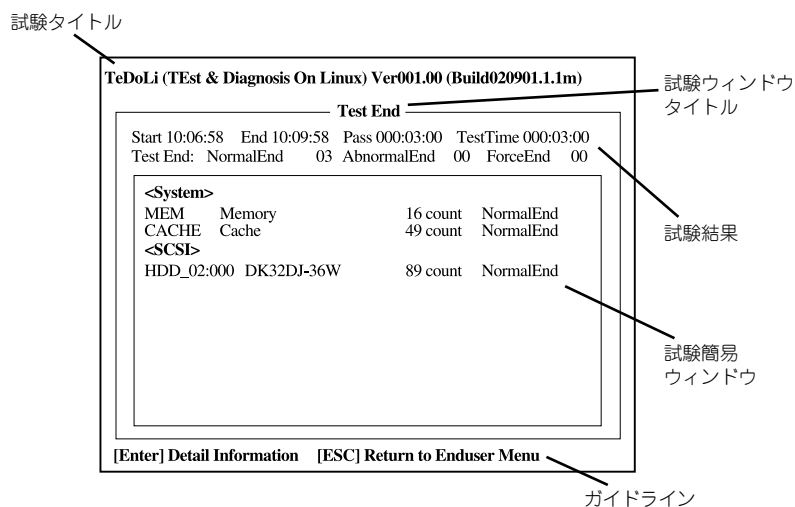 試験タイトル
TeDoLi (TEst & Diagnosis On Linux) Ver001.00 (Build020901.1.1m)
試験ウィンドウ
タイトル
Test End
Start 10:06:58 End 10:09:58 Pass 000:03:00 TestTime 000:03:00
Test End: NormalEnd 03 AbnormalEnd 00 ForceEnd 00
試験結果
<System>
MEM Memory 16 count NormalEnd
CACHE Cache 49 count NormalEnd
<SCSI>
HDD_02:000 DK32DJ-36W 89 count NormalEnd
試験簡易
ウィンドウ
[Enter] Detail Information [ESC] Return to Enduser Menu
ガイドライン